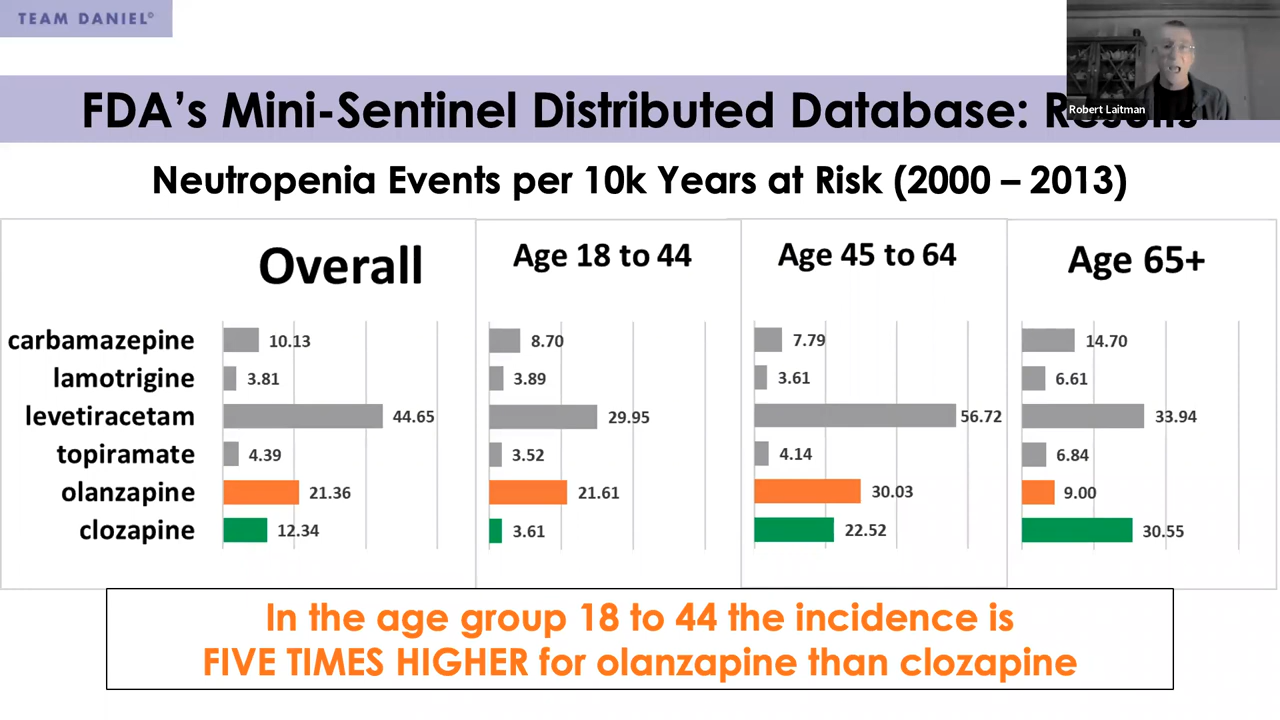 TEAM DANIEL©
Robert Laitman
FDA's Mini-Sentinel Distributed Database: Results
Neutropenia Events per 10k Years at Risk (2000 – 2013)
Overall
Age 18 to 44
Age 45 to 64
Age 65+
carbamazepine 10.13 8.70 7.79 14.70
lamotrigine 3.81 3.89 3.61 6.61
levetiracetam 44.65 29.95 56.72 33.94
topiramate 4.39 3.52 4.14 6.84
olanzapine 21.36 21.61 30.03 9.00
clozapine 12.34 3.61 22.52 30.55
In the age group 18 to 44 the incidence is
FIVE TIMES HIGHER for olanzapine than clozapine